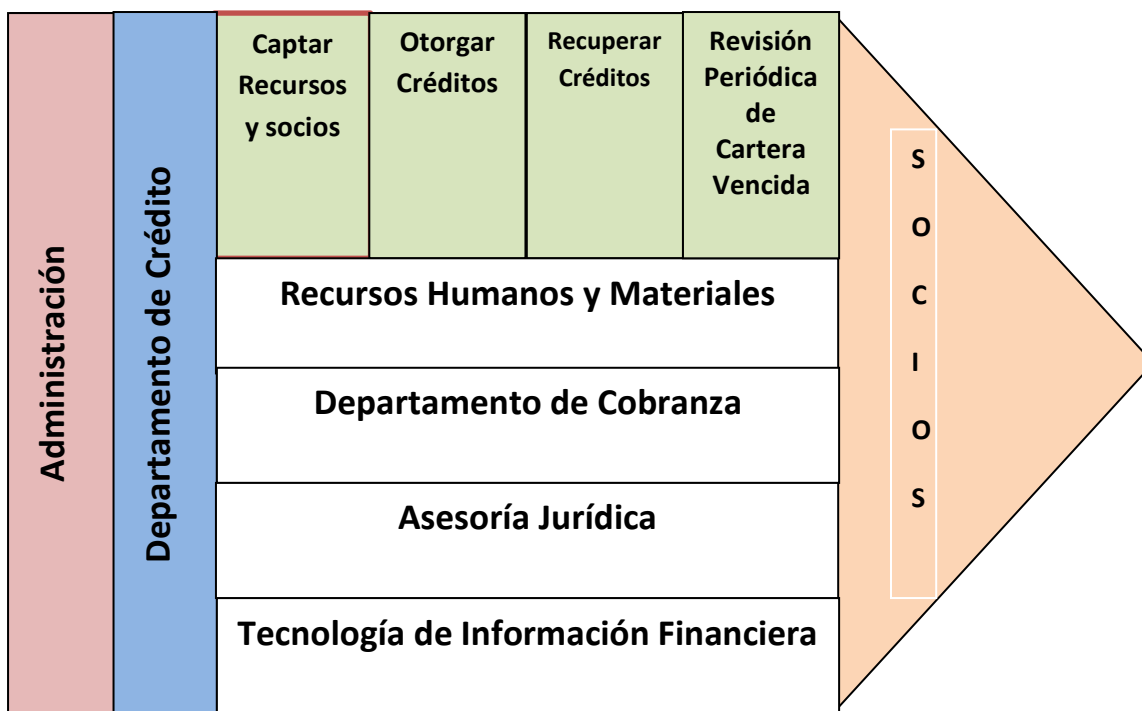 Administración
Departamento de Crédito
Captar
Recursos
y socios
Otorgar
Créditos
Recuperar
Créditos
Revisión
Periódica
de
Cartera
Vencida
Recursos Humanos y Materiales
Departamento de Cobranza
Asesoría Jurídica
Tecnología de Información Financiera
S
O
C
I
O
S